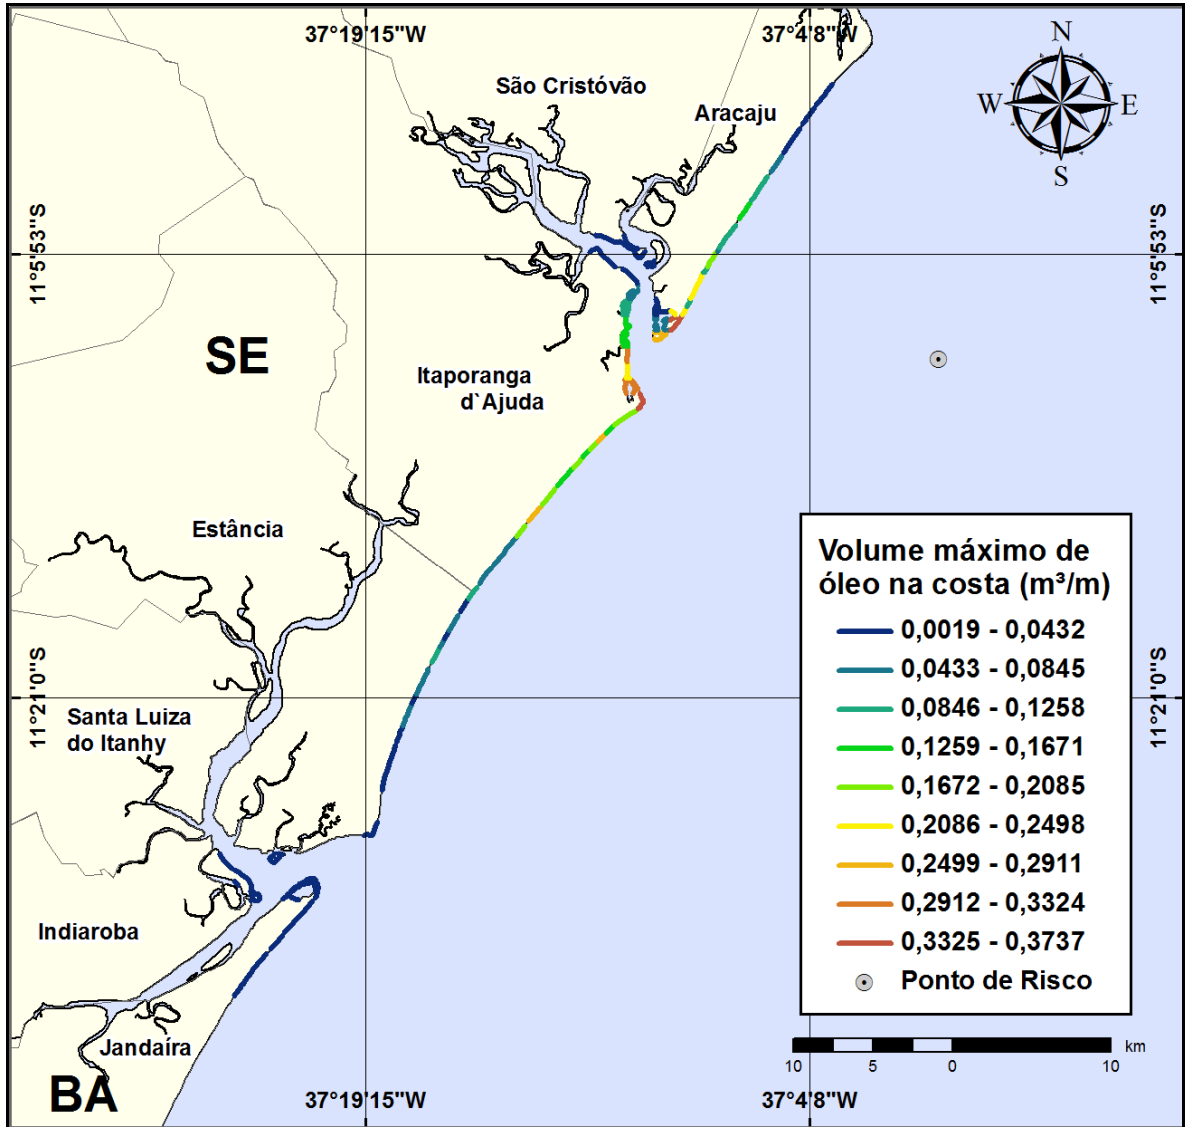 37°19'15"W
37°4'8"W
N
W
E
S
São Cristóvão
Aracaju
11°5'53"S
11°5'53"S
SE
Itaporanga
d`Ajuda
Estância
Volume máximo de
óleo na costa (m³/m)
0,0019 - 0,0432
0,0433 - 0,0845
0,0846 - 0,1258
0,1259 - 0,1671
0,1672 - 0,2085
0,2086 - 0,2498
0,2499 - 0,2911
0,2912 - 0,3324
0,3325 - 0,3737
Ponto de Risco
11°21'0"S
11°21'0"S
Santa Luiza
do Itanhy
Indiaroba
Jandaíra
BA
10 5 0 10 km
37°19'15"W
37°4'8"W